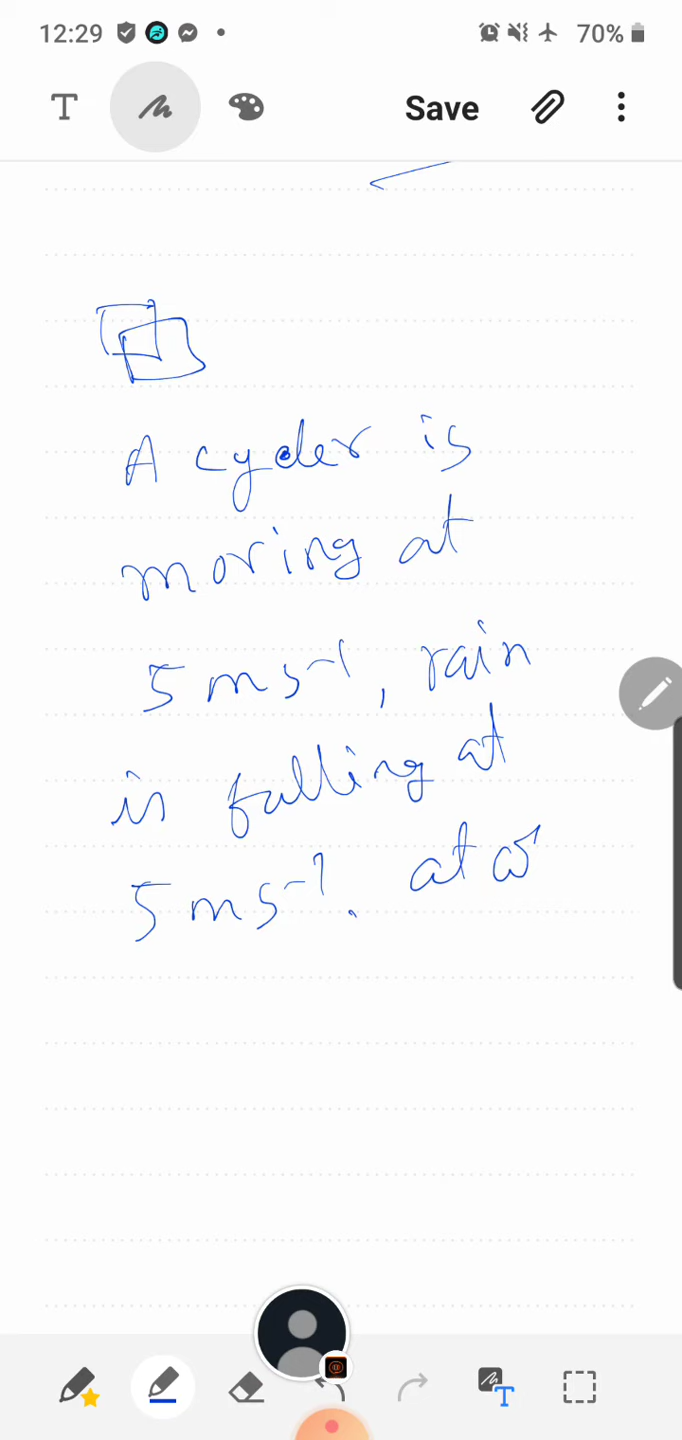 12:29 70%
T Save
A cycler is
moving at
5 ms⁻¹, rain
is falling at
5 ms⁻¹. at